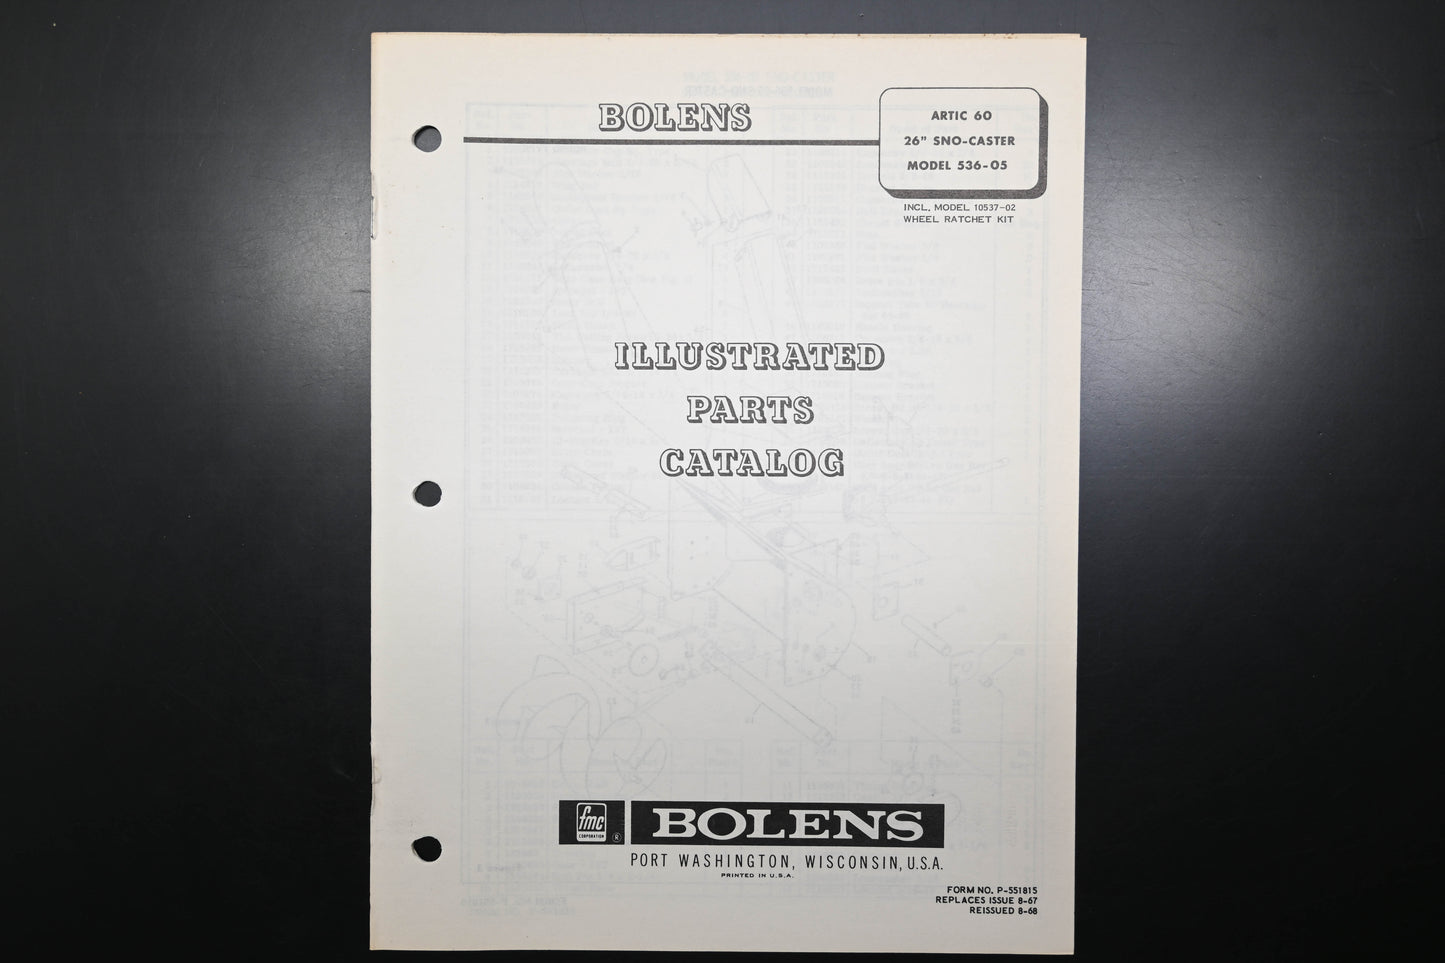 BOLENS
ARTIC 60
26" SNO-CASTER
MODEL 536-05
INCL. MODEL 10537-02
WHEEL RATCHET KIT
ILLUSTRATED
PARTS
CATALOG
fmc
CORPORATION
®
BOLENS
PORT WASHINGTON, WISCONSIN, U.S.A.
PRINTED IN U.S.A.
FORM NO. P-551815
REPLACES ISSUE 8-67
REISSUED 8-68